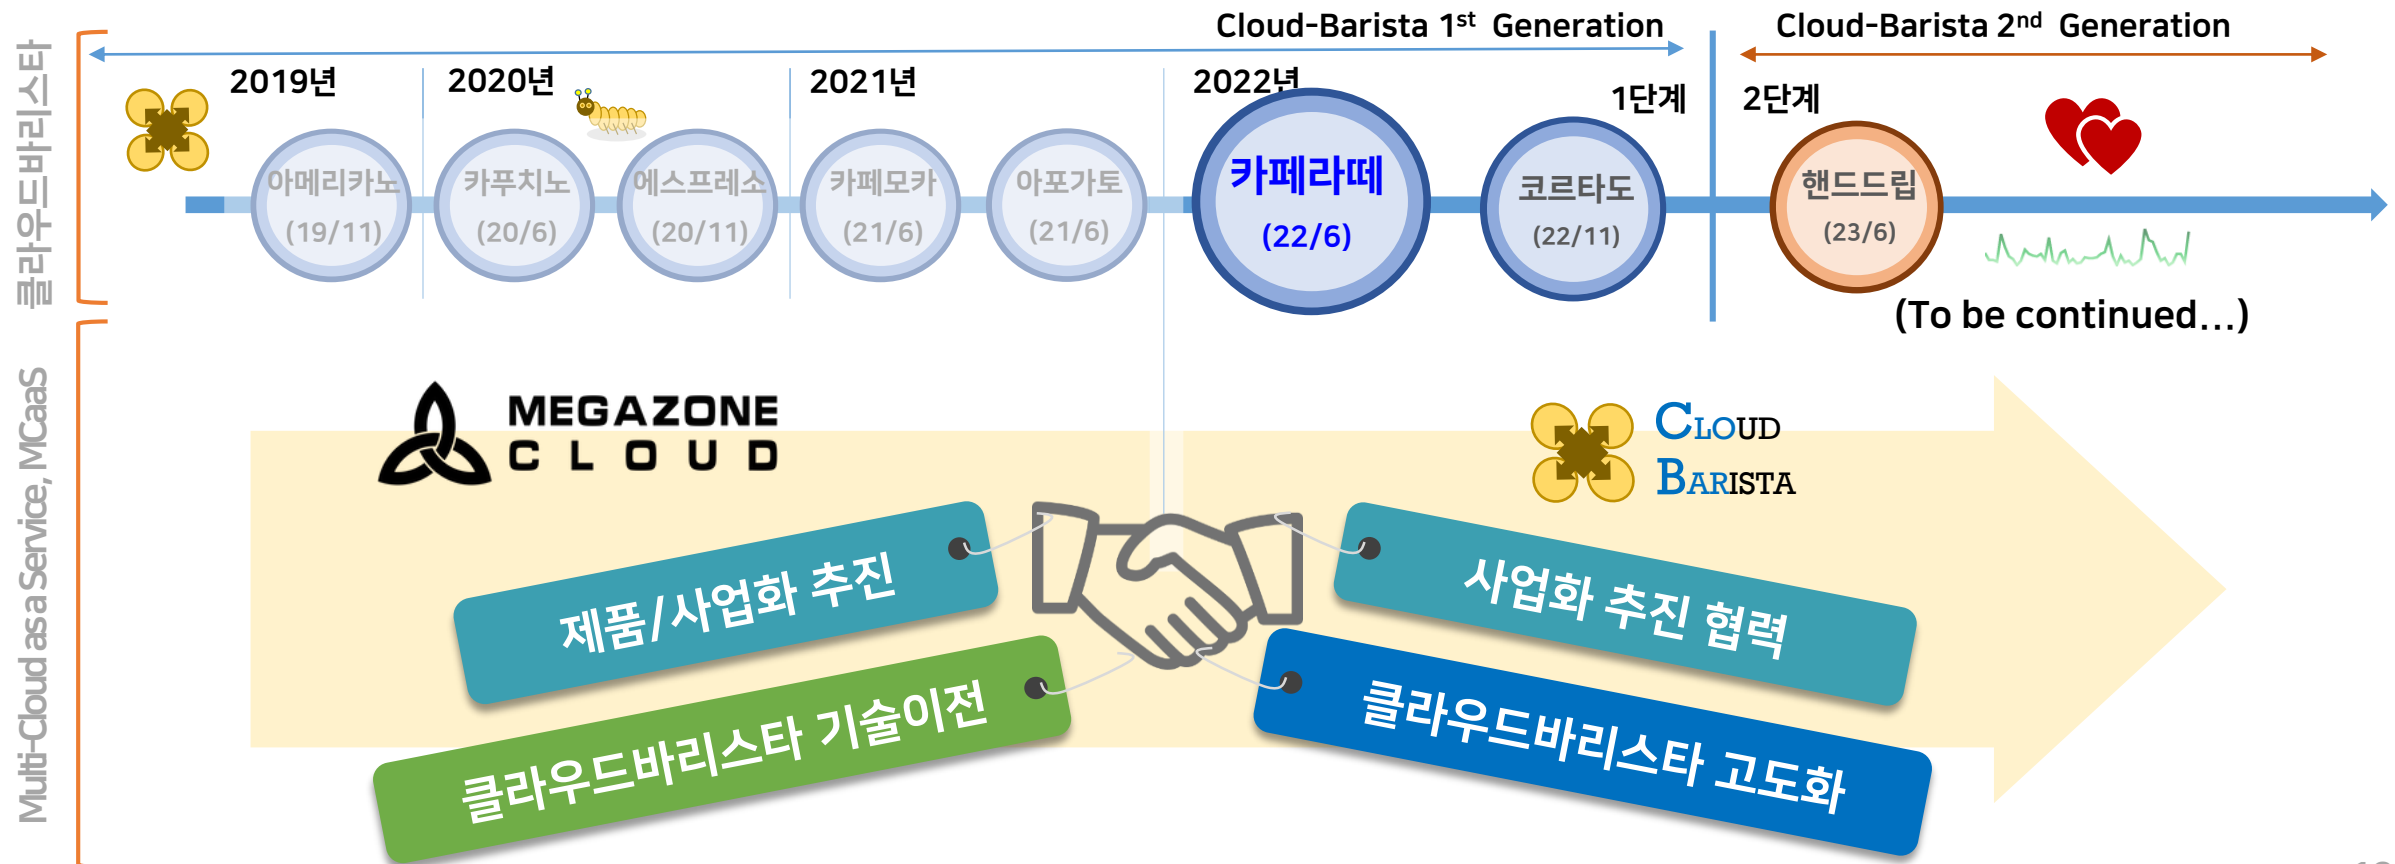 Cloud-Barista 1st Generation
Cloud-Barista 2nd Generation
클라우드바리스타
2019년
2020년
2021년
2022년
1단계
2단계
아메리카노
(19/11)
카푸치노
(20/6)
에스프레소
(20/11)
카페모카
(21/6)
아포가토
(21/6)
카페라떼
(22/6)
코르타도
(22/11)
핸드드립
(23/6)
(To be continued...)
Multi-Cloud as a Service, MCaaS
MEGAZONE
CLOUD
CLOUD
BARISTA
제품/사업화 추진
사업화 추진 협력
클라우드바리스타 기술이전
클라우드바리스타 고도화